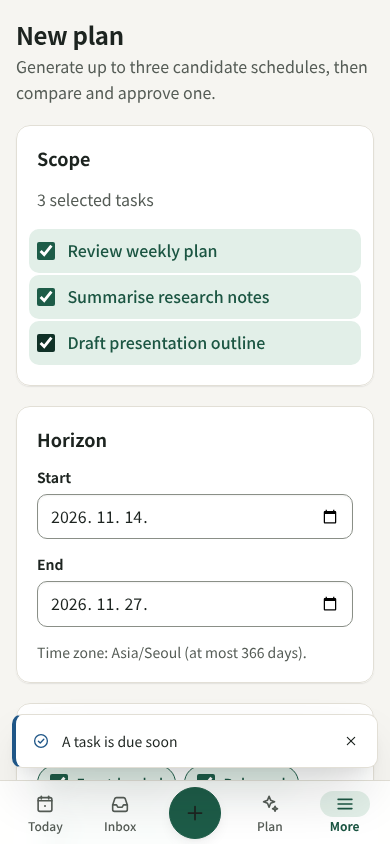 New plan
Generate up to three candidate schedules, then
compare and approve one.
Scope
3 selected tasks
Review weekly plan
Summarise research notes
Draft presentation outline
Horizon
Start
2026. 11. 14.
End
2026. 11. 27.
Time zone: Asia/Seoul (at most 366 days).
A task is due soon
Today
Inbox
Plan
More